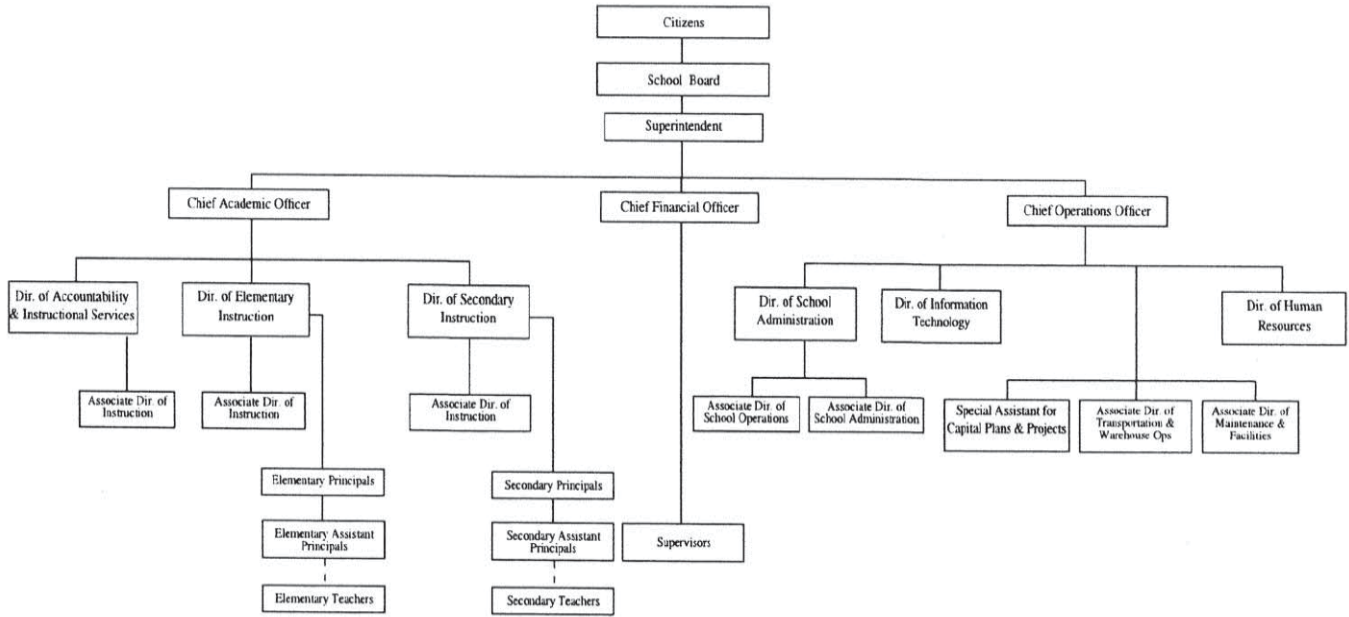 Citizens
School Board
Superintendent
Chief Academic Officer
Chief Financial Officer
Chief Operations Officer
Dir. of Accountability
& Instructional Services
Dir. of Elementary
Instruction
Dir. of Secondary
Instruction
Dir. of School
Administration
Dir. of Information
Technology
Dir. of Human
Resources
Associate Dir. of
Instruction
Associate Dir. of
Instruction
Associate Dir. of
Instruction
Associate Dir. of
School Operations
Associate Dir. of
School Administration
Special Assistant for
Capital Plans & Projects
Associate Dir. of
Transportation &
Warehouse Ops
Associate Dir. of
Maintenance &
Facilities
Elementary Principals
Secondary Principals
Elementary Assistant
Principals
Secondary Assistant
Principals
Supervisors
Elementary Teachers
Secondary Teachers